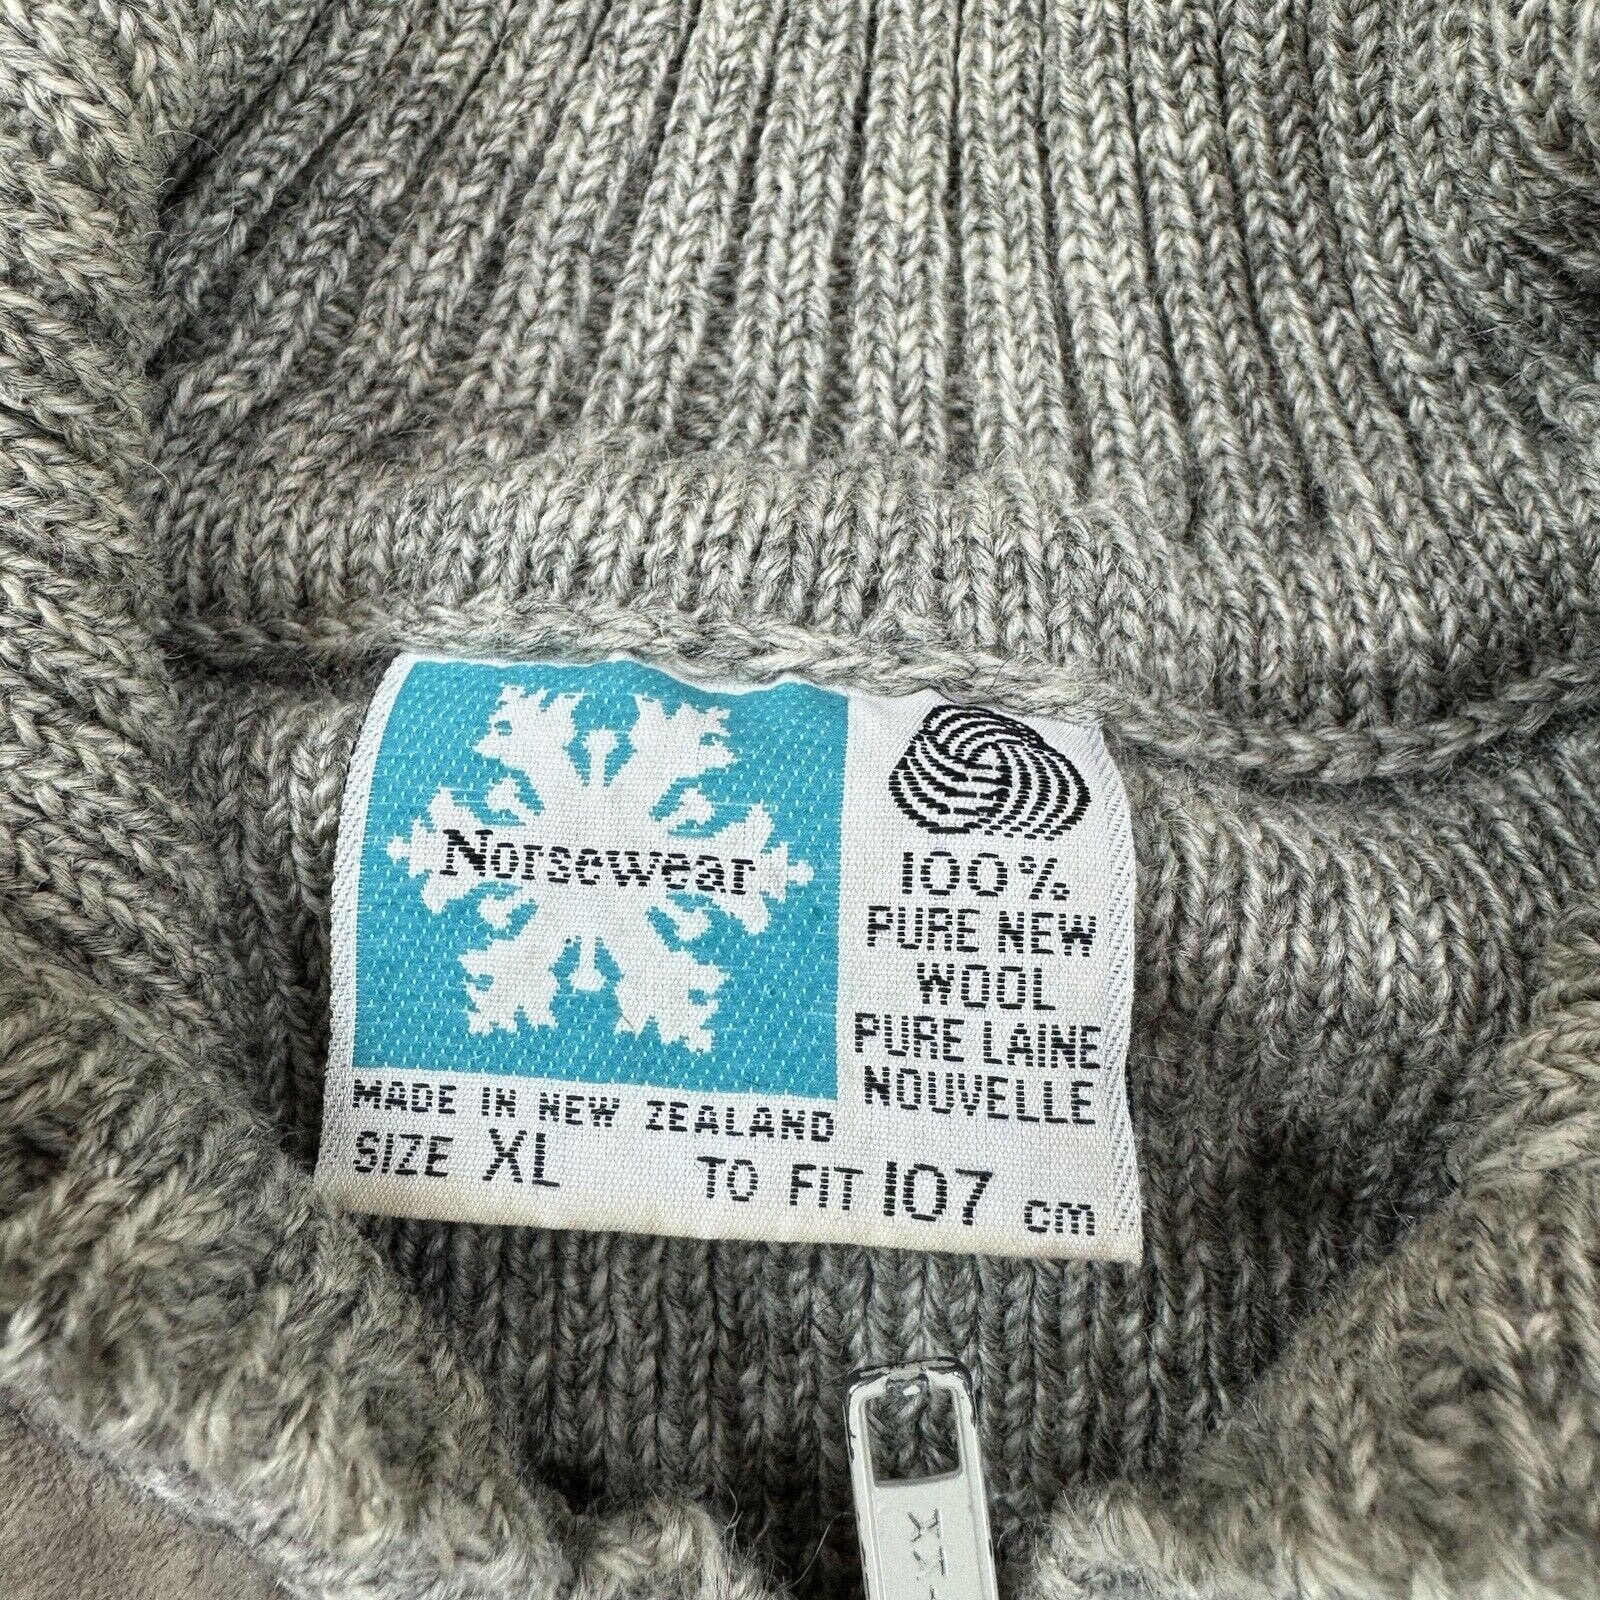 Norsewear
100%
PURE NEW
WOOL
PURE LAINE
NOUVELLE
MADE IN NEW ZEALAND
SIZE XL TO FIT 107 cm